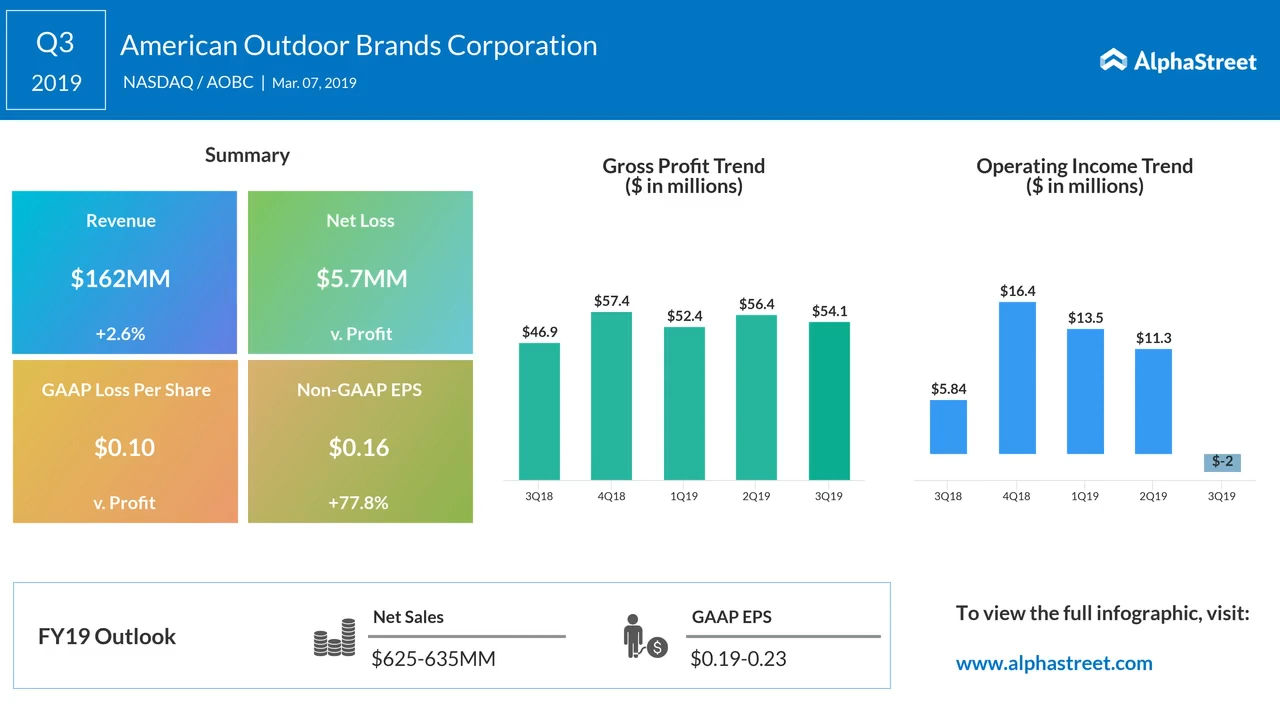 Q3
2019
American Outdoor Brands Corporation
NASDAQ / AOBC | Mar. 07, 2019
AlphaStreet
Summary
Revenue
$162MM
+2.6%
Net Loss
$5.7MM
v. Profit
GAAP Loss Per Share
$0.10
v. Profit
Non-GAAP EPS
$0.16
+77.8%
Gross Profit Trend
($ in millions)
$46.9
$57.4
$52.4
$56.4
$54.1
3Q18
4Q18
1Q19
2Q19
3Q19
Operating Income Trend
($ in millions)
$5.84
$16.4
$13.5
$11.3
$-2
3Q18
4Q18
1Q19
2Q19
3Q19
FY19 Outlook
Net Sales
$625-635MM
$
GAAP EPS
$0.19-0.23
To view the full infographic, visit:
www.alphastreet.com